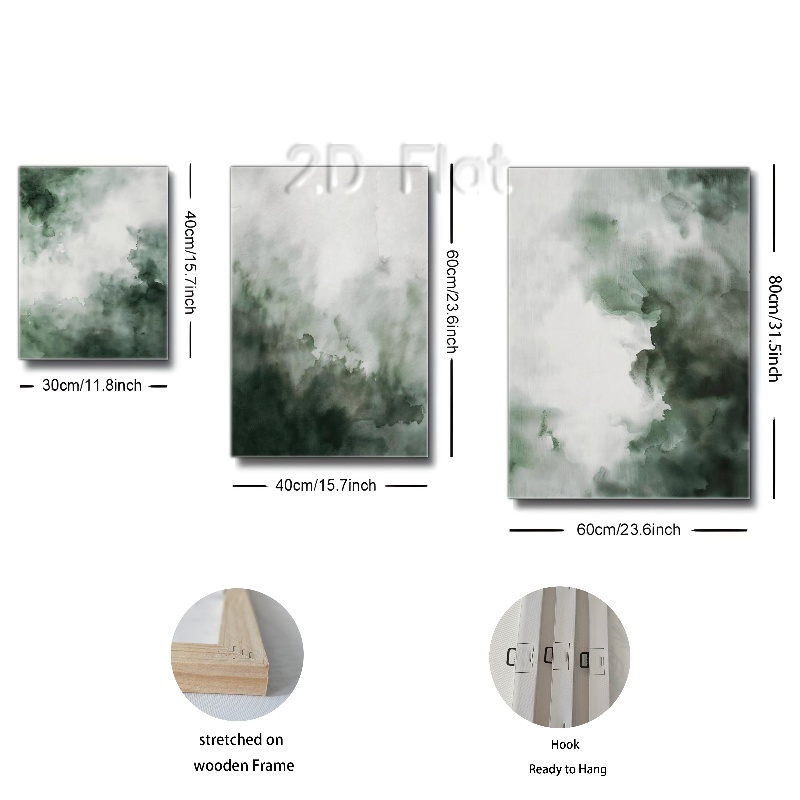 2D Flat
40cm/15.7inch
30cm/11.8inch
60cm/23.6inch
40cm/15.7inch
80cm/31.5inch
60cm/23.6inch
stretched on
wooden Frame
Hook
Ready to Hang